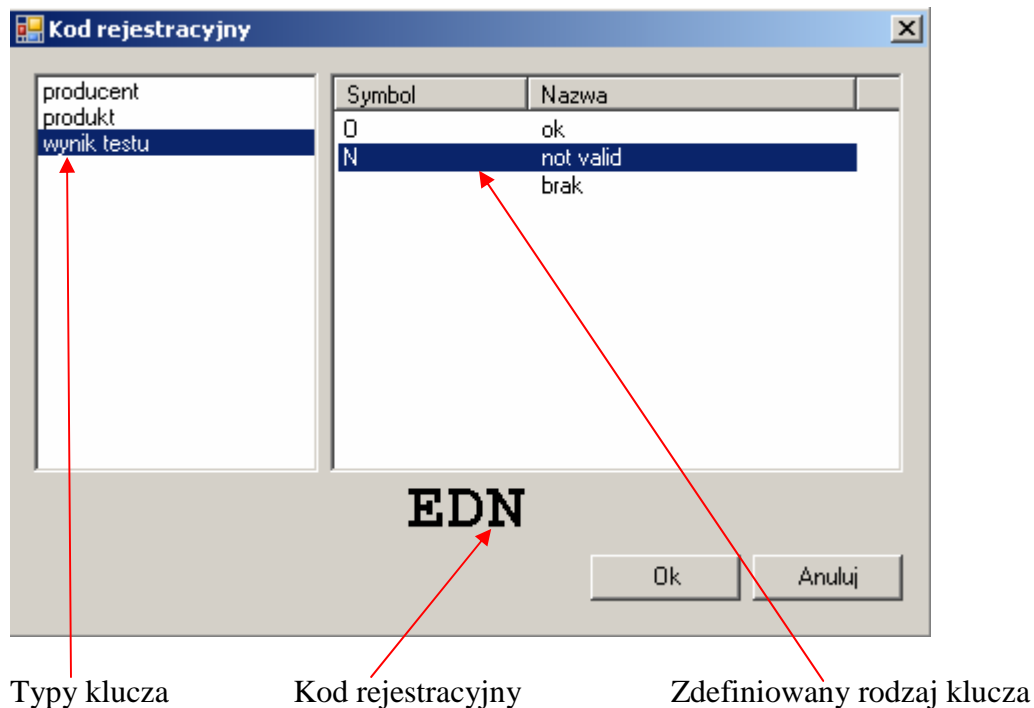 Kod rejestracyjny
producent
produkt
wynik testu
Symbol Nazwa
O ok
N not valid
brak
EDN
Ok Anuluj
Typy klucza Kod rejestracyjny Zdefiniowany rodzaj klucza